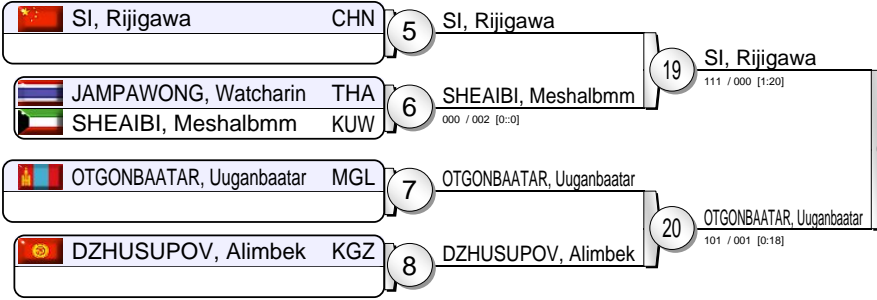 SI, Rijigawa CHN
5
SI, Rijigawa
JAMPAWONG, Watcharin THA
SHEAIBI, Meshalbmm KUW
6
SHEAIBI, Meshalbmm
000 / 002 [0::0]
19
SI, Rijigawa
111 / 000 [1:20]
OTGONBAATAR, Uuganbaatar MGL
7
OTGONBAATAR, Uuganbaatar
DZHUSUPOV, Alimbek KGZ
8
DZHUSUPOV, Alimbek
20
OTGONBAATAR, Uuganbaatar
101 / 001 [0:18]